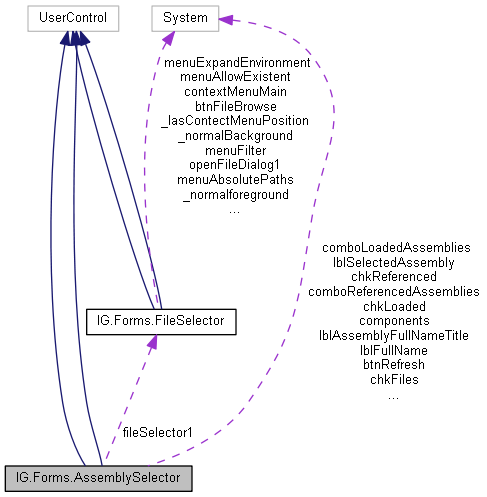 UserControl
System
menuExpandEnvironment
menuAllowExistent
contextMenuMain
btnFileBrowse
_lasContectMenuPosition
_normalBackground
menuFilter
openFileDialog1
menuAbsolutePaths
_normalforeground
...
comboLoadedAssemblies
lblSelectedAssembly
chkReferenced
comboReferencedAssemblies
chkLoaded
components
lblAssemblyFullNameTitle
lblFullName
btnRefresh
chkFiles
...
IG.Forms.FileSelector
fileSelector1
IG.Forms.AssemblySelector